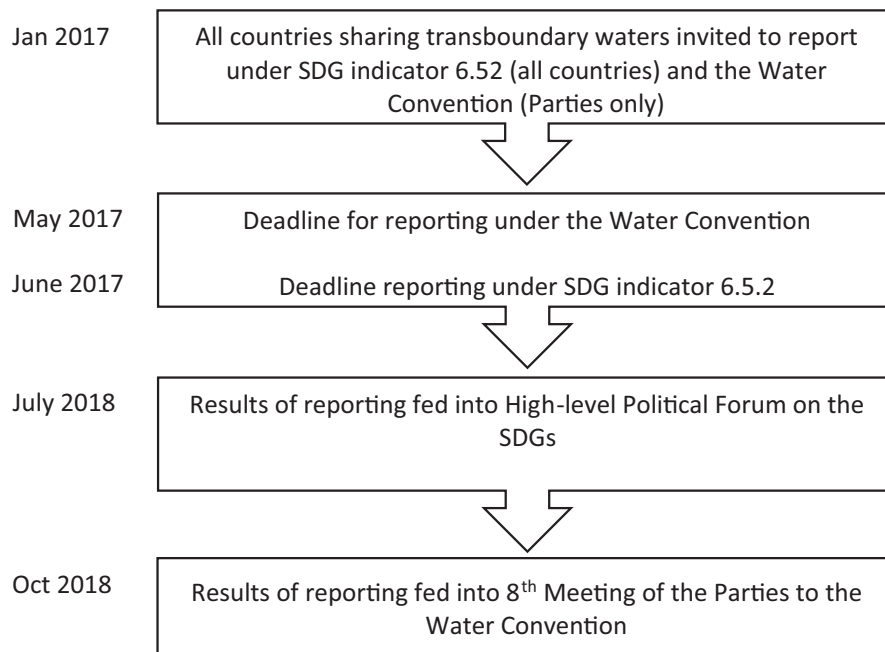 Jan 2017
All countries sharing transboundary waters invited to report
under SDG indicator 6.52 (all countries) and the Water
Convention (Parties only)
May 2017
Deadline for reporting under the Water Convention
June 2017
Deadline reporting under SDG indicator 6.5.2
July 2018
Results of reporting fed into High-level Political Forum on the
SDGs
Oct 2018
Results of reporting fed into 8th Meeting of the Parties to the
Water Convention